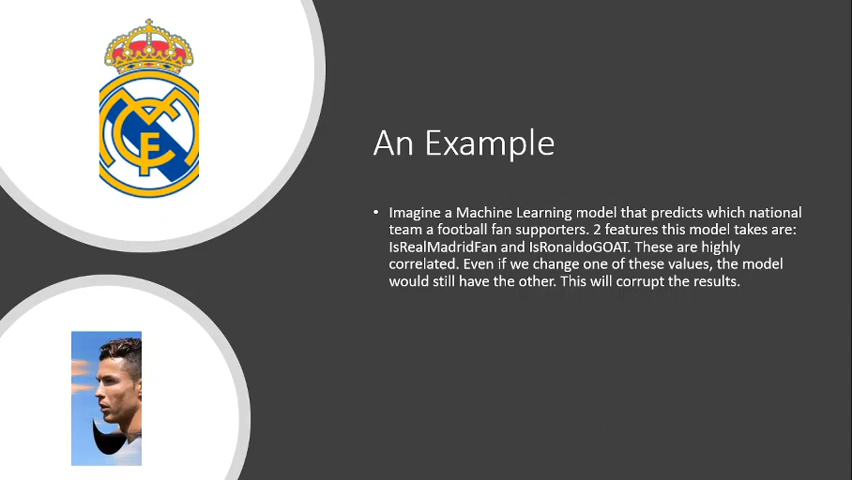 An Example
• Imagine a Machine Learning model that predicts which national
team a football fan supporters. 2 features this model takes are:
IsRealMadridFan and IsRonaldoGOAT. These are highly
correlated. Even if we change one of these values, the model
would still have the other. This will corrupt the results.